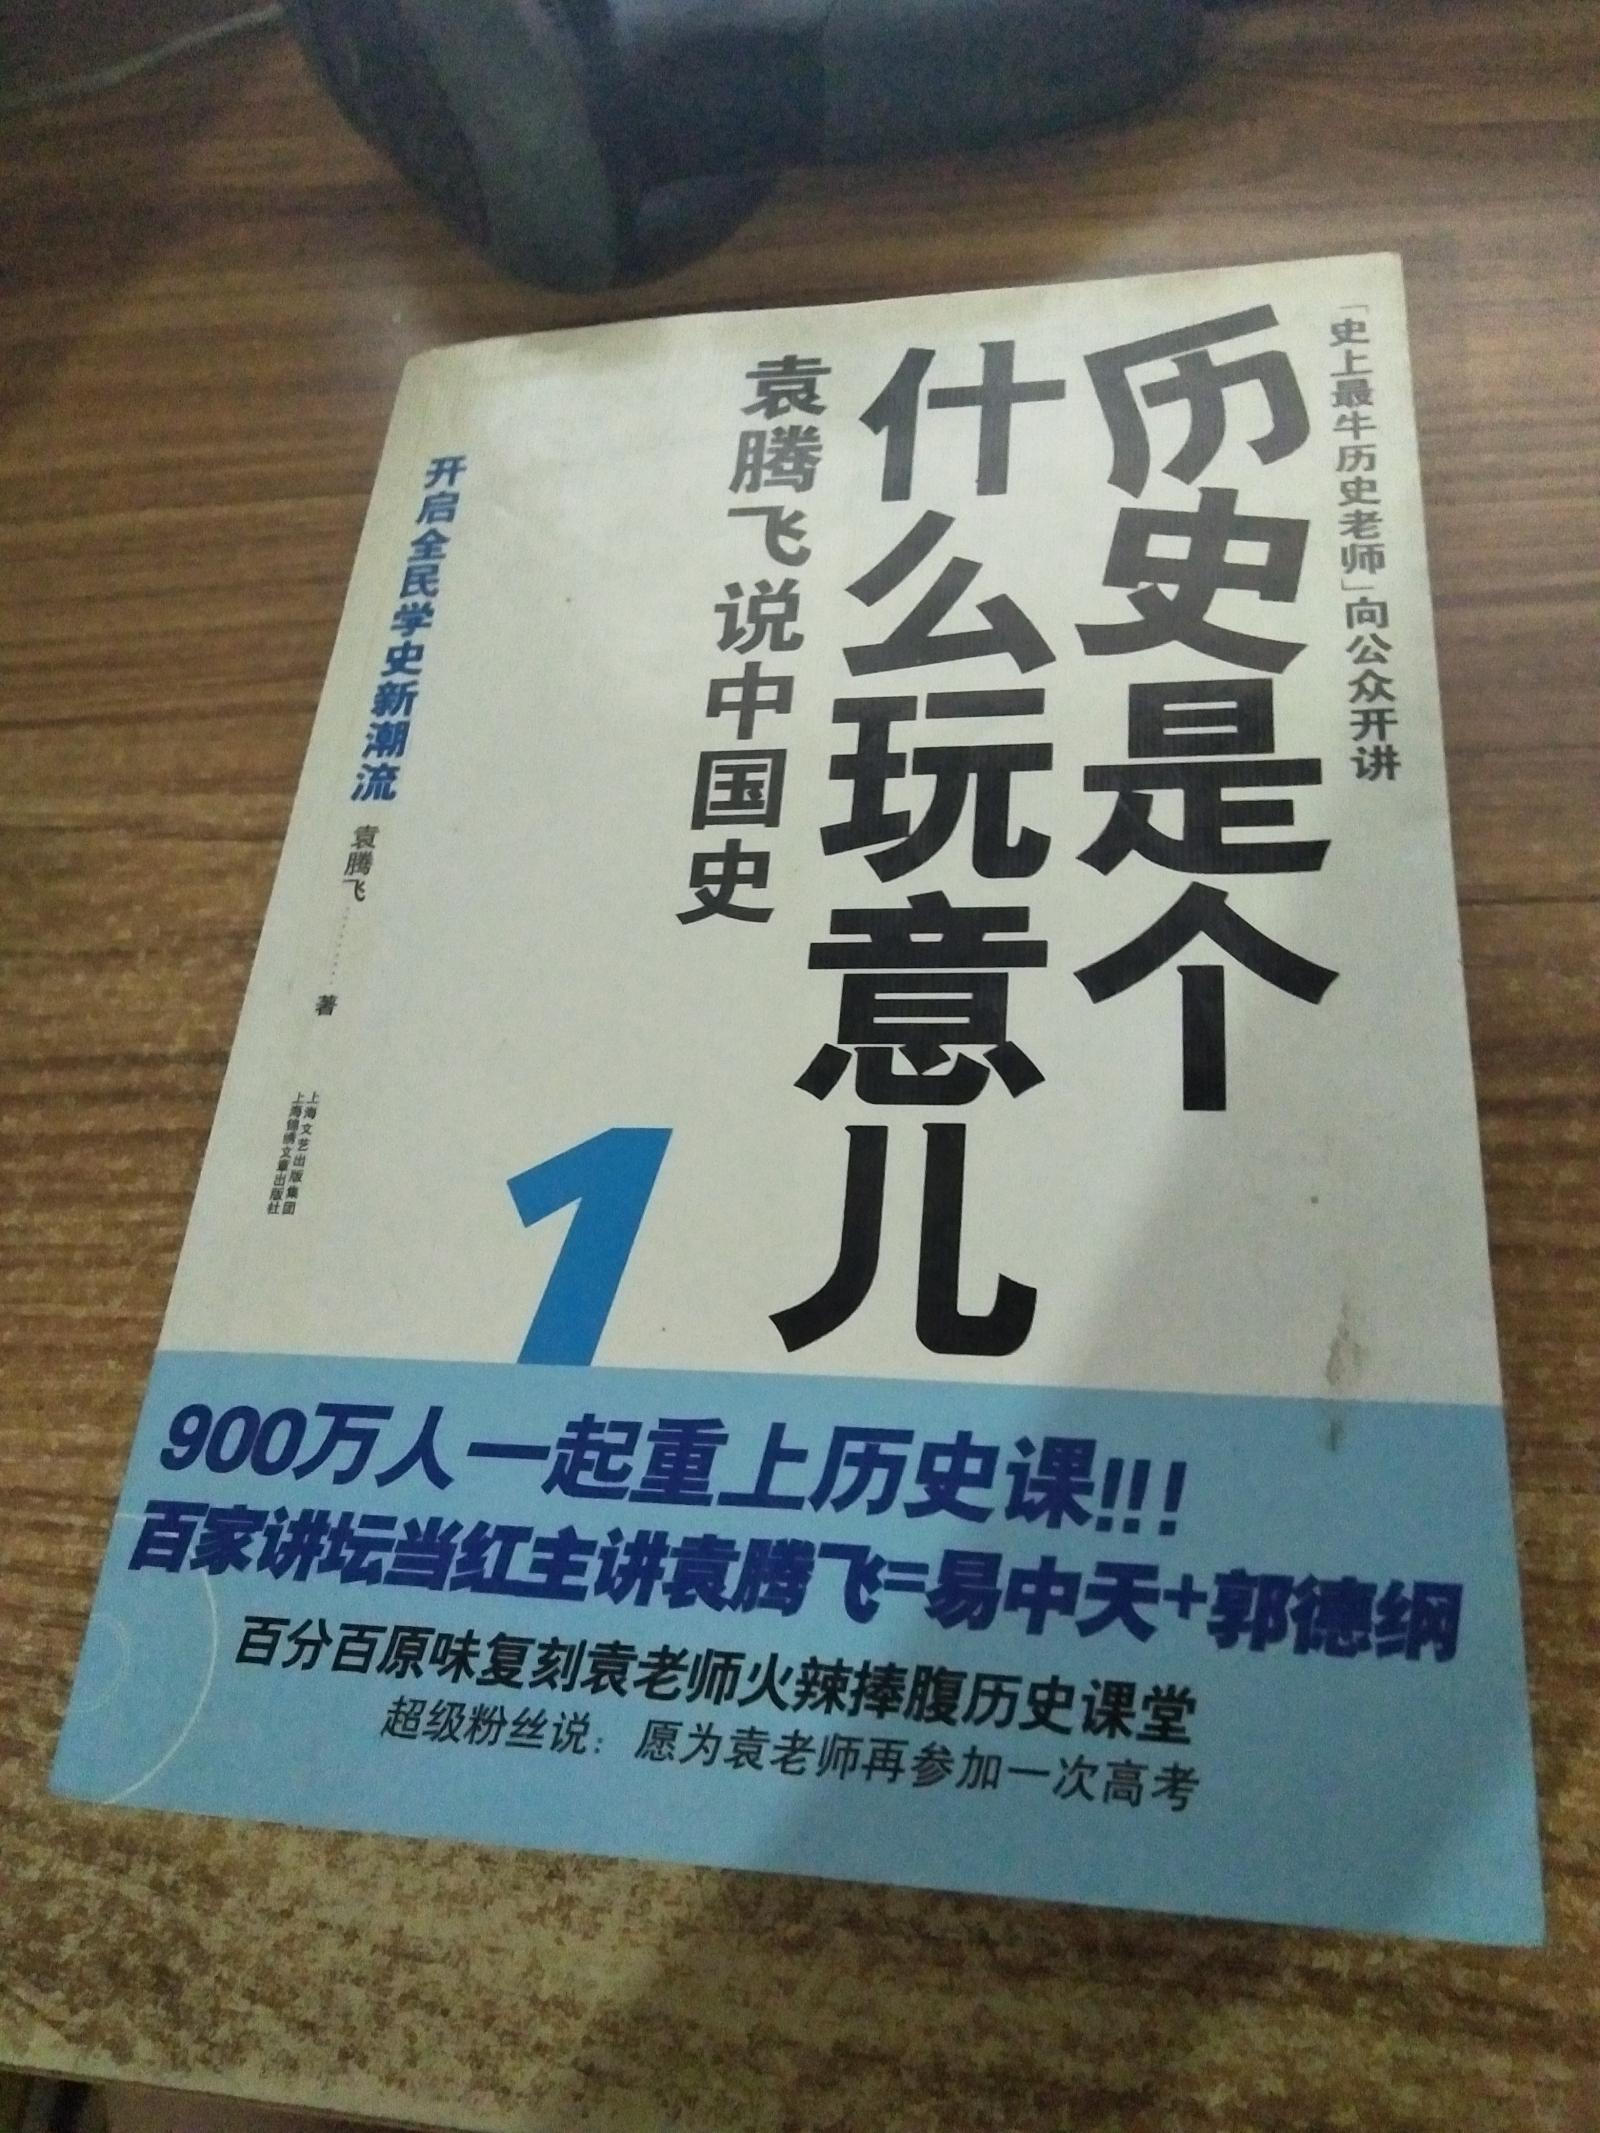 「史上最牛历史老师」向公众开讲
历史是个
什么玩意儿
袁腾飞说中国史
1
开启全民学史新潮流
袁腾飞………著
上海文艺出版集团
上海锦绣文章出版社
900万人一起重上历史课!!!
百家讲坛当红主讲袁腾飞=易中天+郭德纲
百分百原味复刻袁老师火辣捧腹历史课堂
超级粉丝说：愿为袁老师再参加一次高考